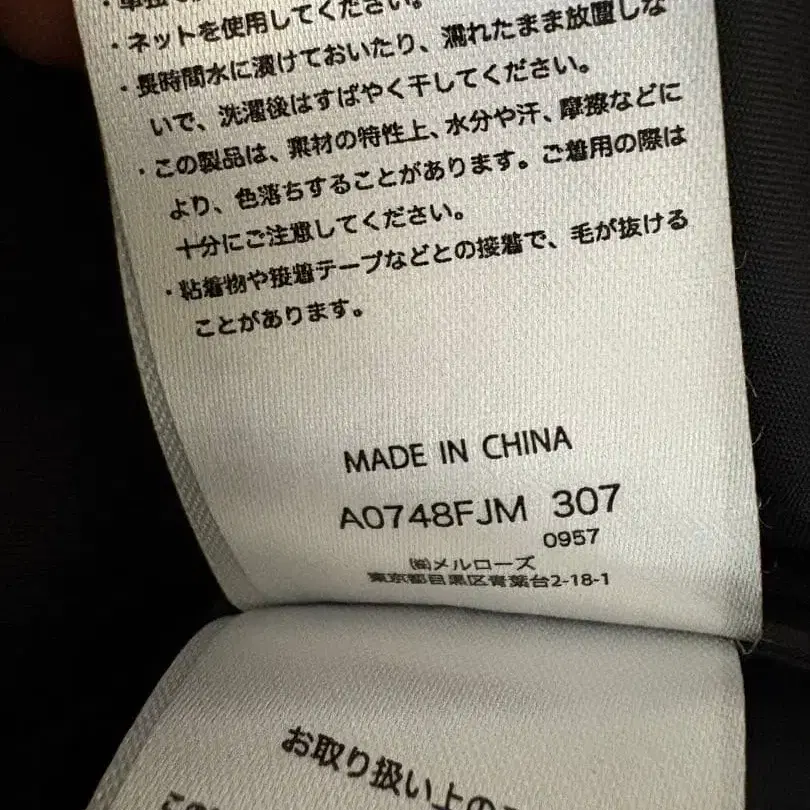 ・ネットを使用してください。
・長時間水に漬けておいたり、濡れたまま放置しな
いで、洗濯後はすばやく干してください。
・この製品は、素材の特性上、水分や汗、摩擦などに
より、色落ちすることがあります。ご着用の際は
十分にご注意してください。
・粘着物や接着テープなどとの接着で、毛が抜ける
ことがあります。
MADE IN CHINA
A0748FJM 307
0957
㈱メルローズ
東京都目黒区青葉台2-18-1
お取り扱い上の